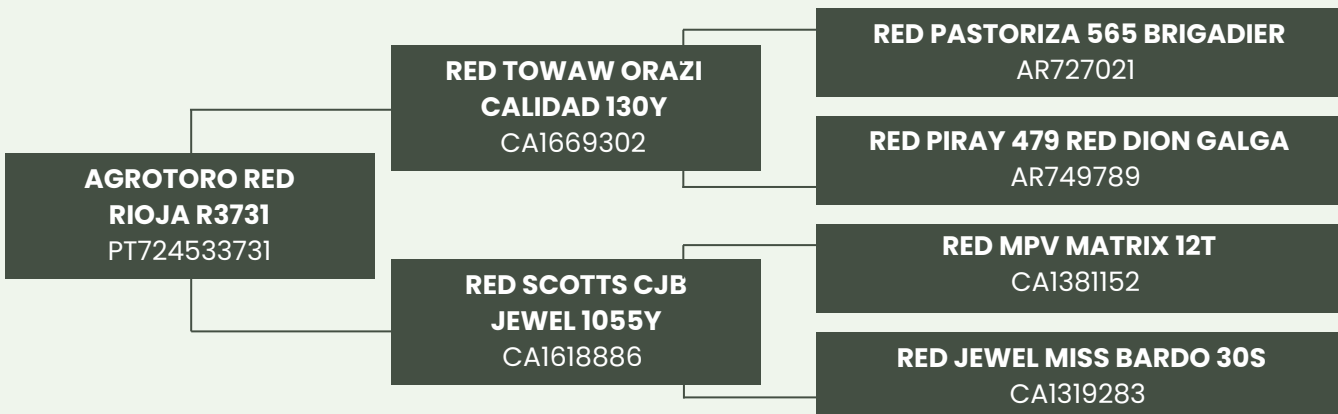 RED PASTORIZA 565 BRIGADIER
AR727021
RED TOWAW ORAZI
CALIDAD 130Y
CA1669302
RED PIRAY 479 RED DION GALGA
AR749789
AGROTORO RED
RIOJA R3731
PT724533731
RED MPV MATRIX 12T
CA1381152
RED SCOTTS CJB
JEWEL 1055Y
CA1618886
RED JEWEL MISS BARDO 30S
CA1319283